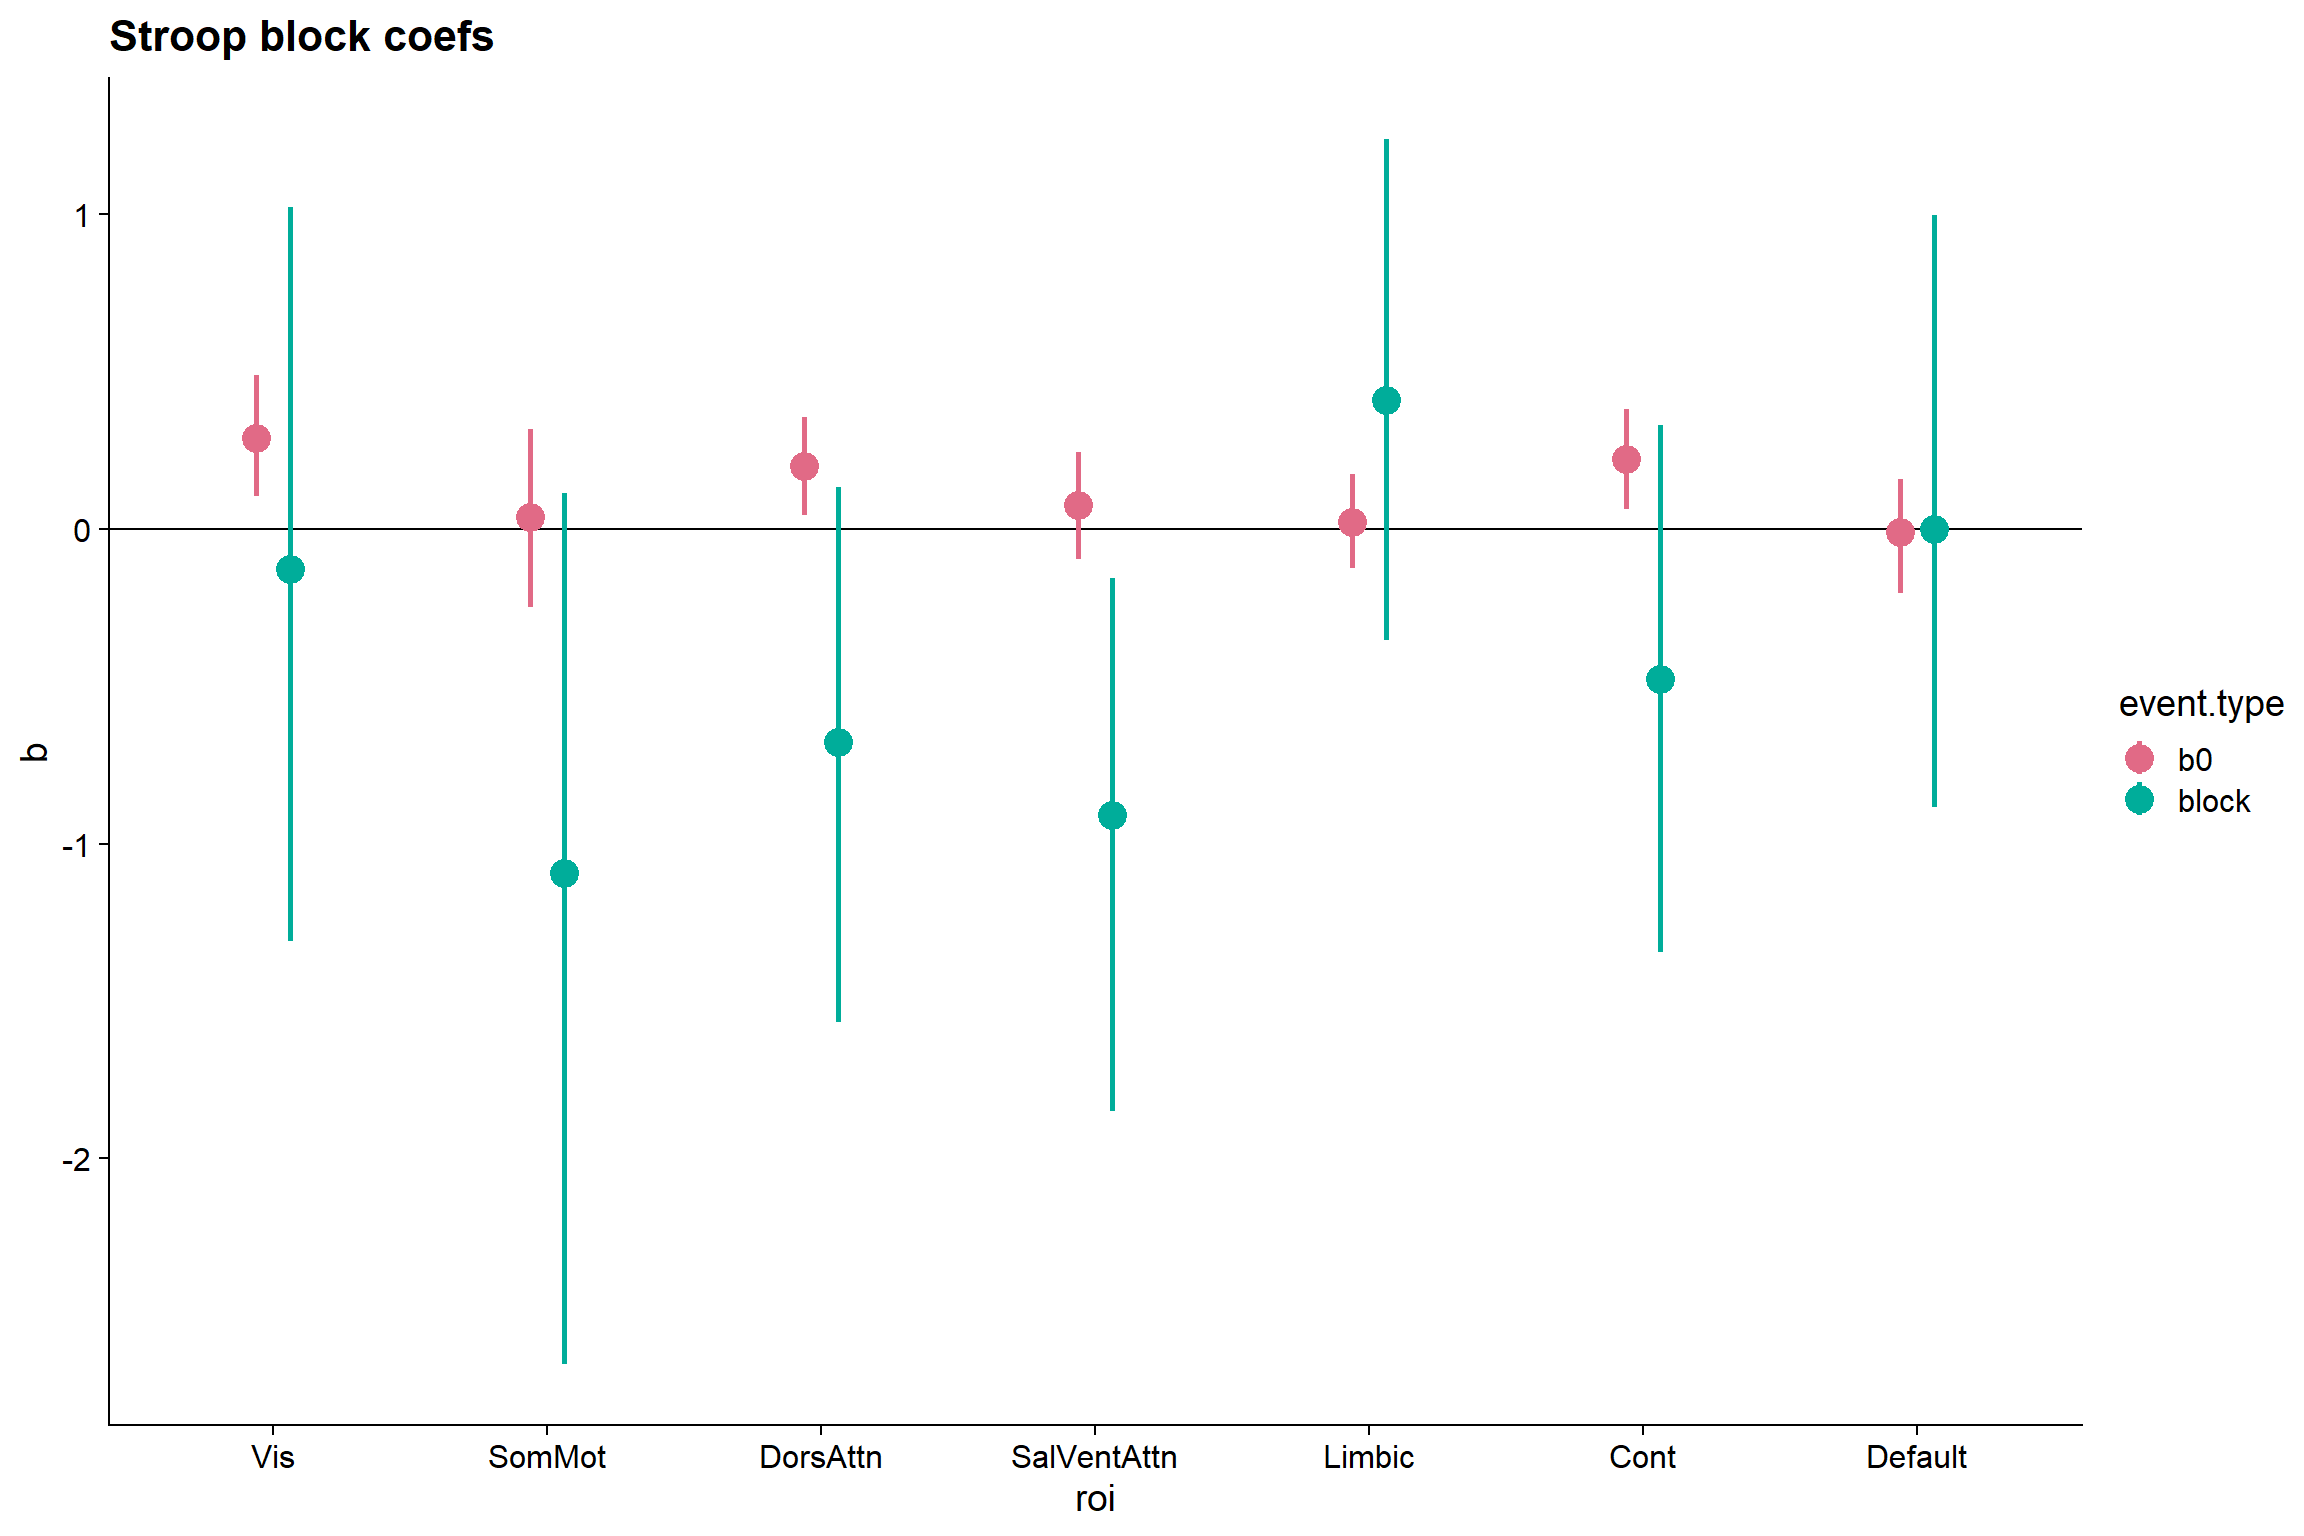 Stroop block coefs
1
0
-1
-2
b
Vis SomMot DorsAttn SalVentAttn Limbic Cont Default
roi
event.type
b0
block